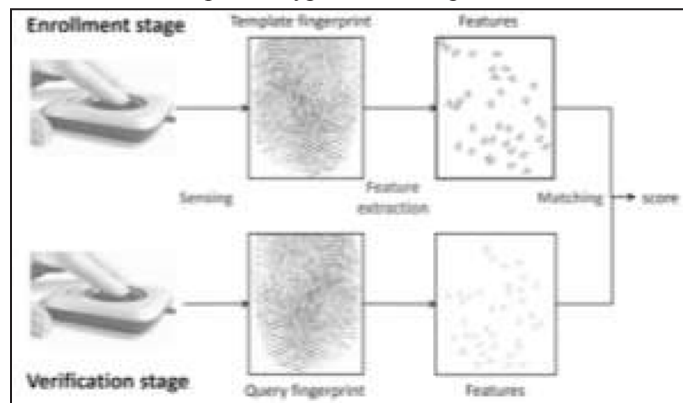 Enrollment stage
Template fingerprint
Features
Sensing
Feature extraction
Matching
score
Verification stage
Query fingerprint
Features